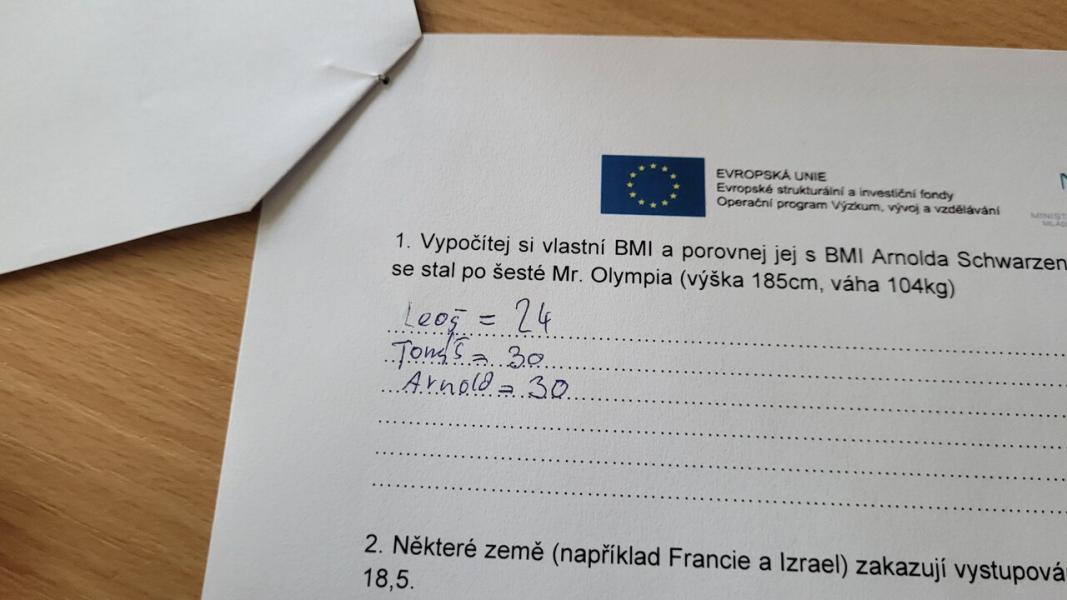 EVROPSKÁ UNIE
Evropské strukturální a investiční fondy
Operační program Výzkum, vývoj a vzdělávání
1. Vypočítej si vlastní BMI a porovnej jej s BMI Arnolda Schwarzen
se stal po šesté Mr. Olympia (výška 185cm, váha 104kg)
Leoš = 24
Tomáš = 30
Arnold = 30
2. Některé země (například Francie a Izrael) zakazují vystupová
18,5.